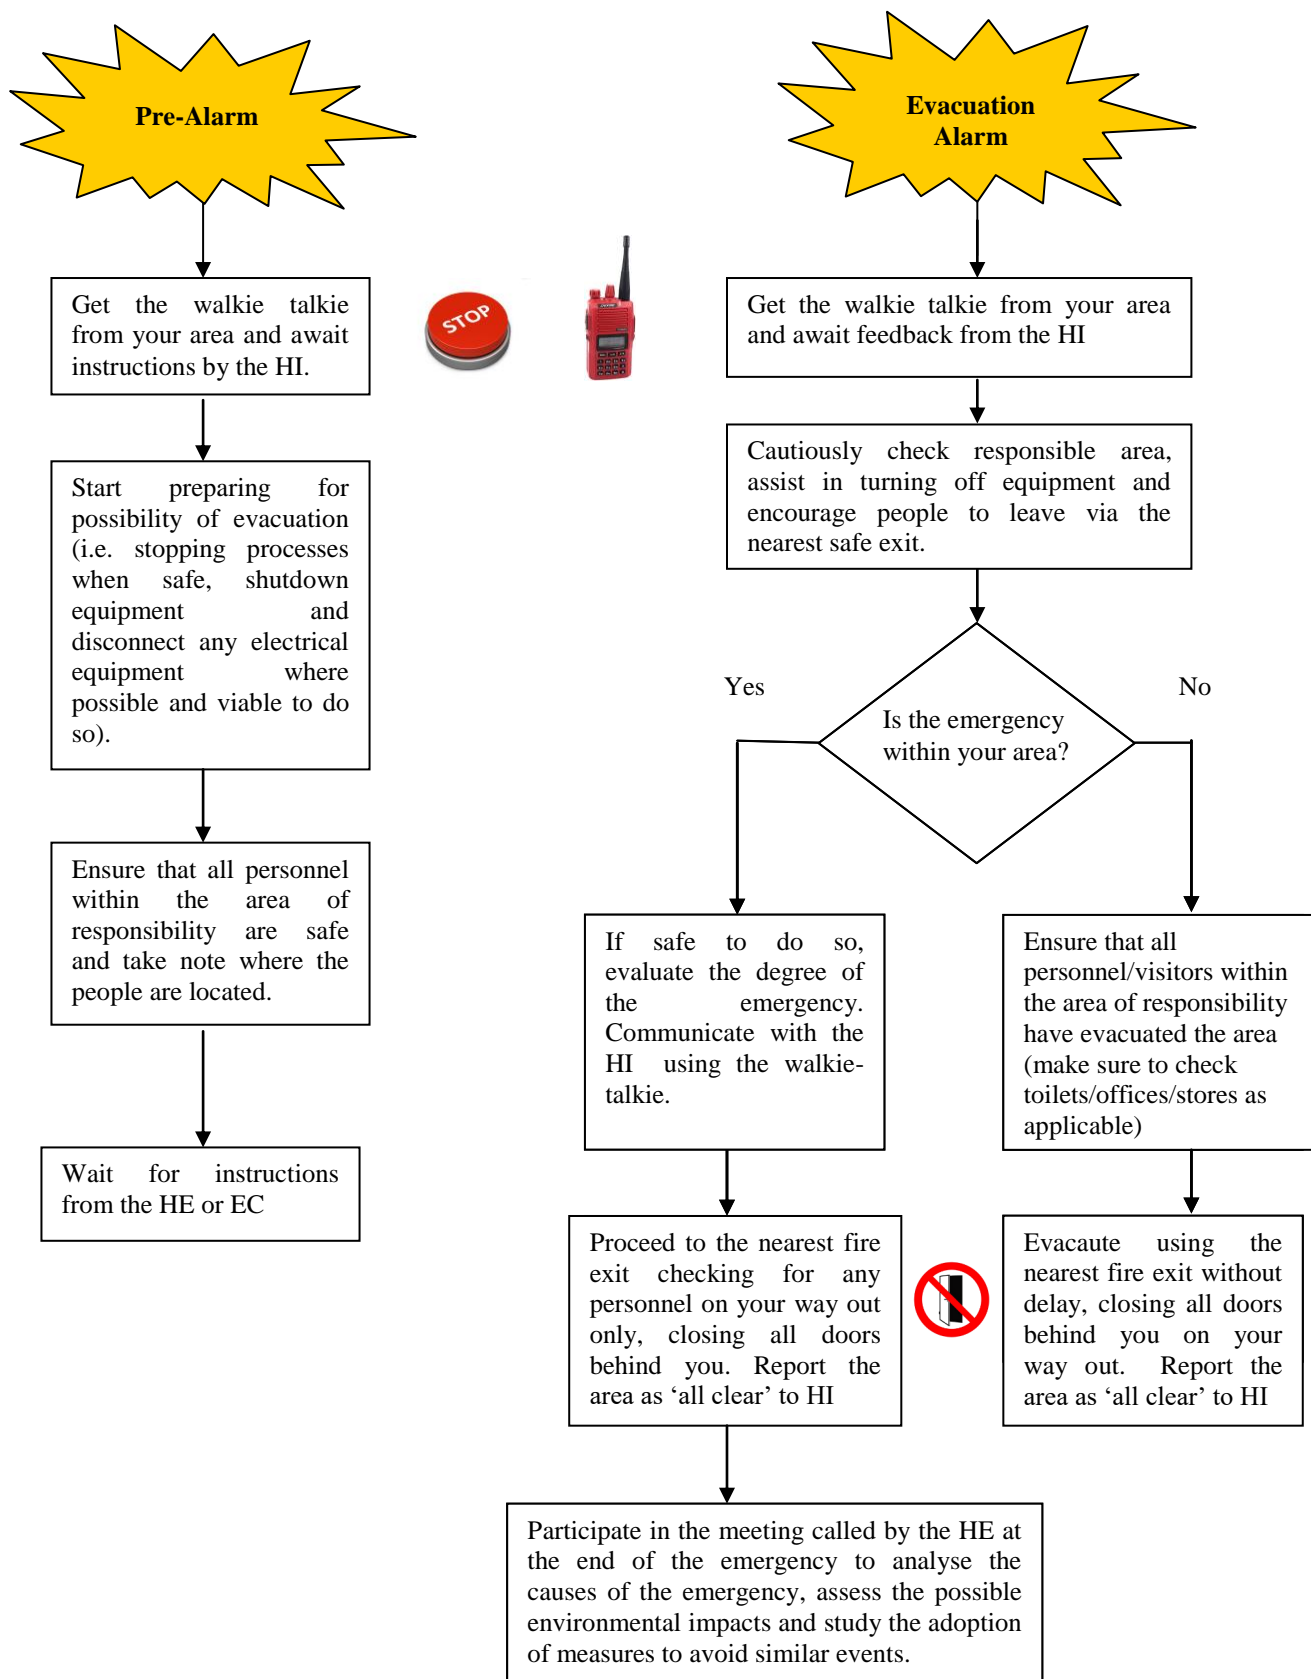 Pre-Alarm
Get the walkie talkie
from your area and await
instructions by the HI.
Start preparing for
possibility of evacuation
(i.e. stopping processes
when safe, shutdown
equipment and
disconnect any electrical
equipment where
possible and viable to do
so).
Ensure that all personnel
within the area of
responsibility are safe
and take note where the
people are located.
Wait for instructions
from the HE or EC
STOP
Evacuation
Alarm
Get the walkie talkie from your area
and await feedback from the HI
Cautiously check responsible area,
assist in turning off equipment and
encourage people to leave via the
nearest safe exit.
Is the emergency
within your area?
Yes
No
If safe to do so,
evaluate the degree of
the emergency.
Communicate with the
HI using the walkie-
talkie.
Proceed to the nearest fire
exit checking for any
personnel on your way out
only, closing all doors
behind you. Report the
area as ‘all clear’ to HI
Ensure that all
personnel/visitors within
the area of responsibility
have evacuated the area
(make sure to check
toilets/offices/stores as
applicable)
Evacaute using the
nearest fire exit without
delay, closing all doors
behind you on your
way out. Report the
area as ‘all clear’ to HI
Participate in the meeting called by the HE at
the end of the emergency to analyse the
causes of the emergency, assess the possible
environmental impacts and study the adoption
of measures to avoid similar events.